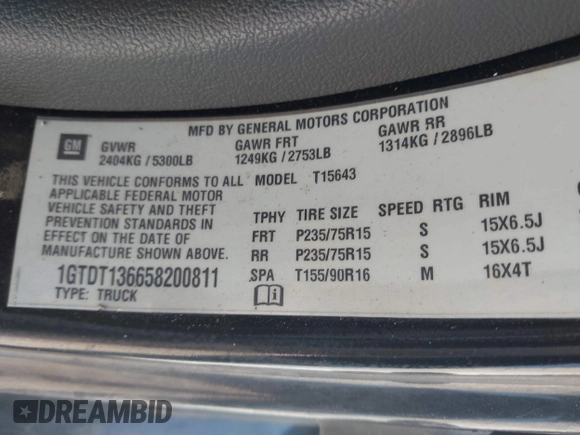 MFD BY GENERAL MOTORS CORPORATION
GM GVWR GAWR FRT GAWR RR
2404KG / 5300LB 1249KG / 2753LB 1314KG / 2896LB
THIS VEHICLE CONFORMS TO ALL MODEL T15643
APPLICABLE FEDERAL MOTOR
VEHICLE SAFETY AND THEFT
PREVENTION STANDARDS IN
EFFECT ON THE DATE OF
MANUFACTURE SHOWN ABOVE.
TPHY TIRE SIZE SPEED RTG RIM
FRT P235/75R15 S 15X6.5J
RR P235/75R15 S 15X6.5J
SPA T155/90R16 M 16X4T
1GTDT136658200811
TYPE: TRUCK
DREAMBID